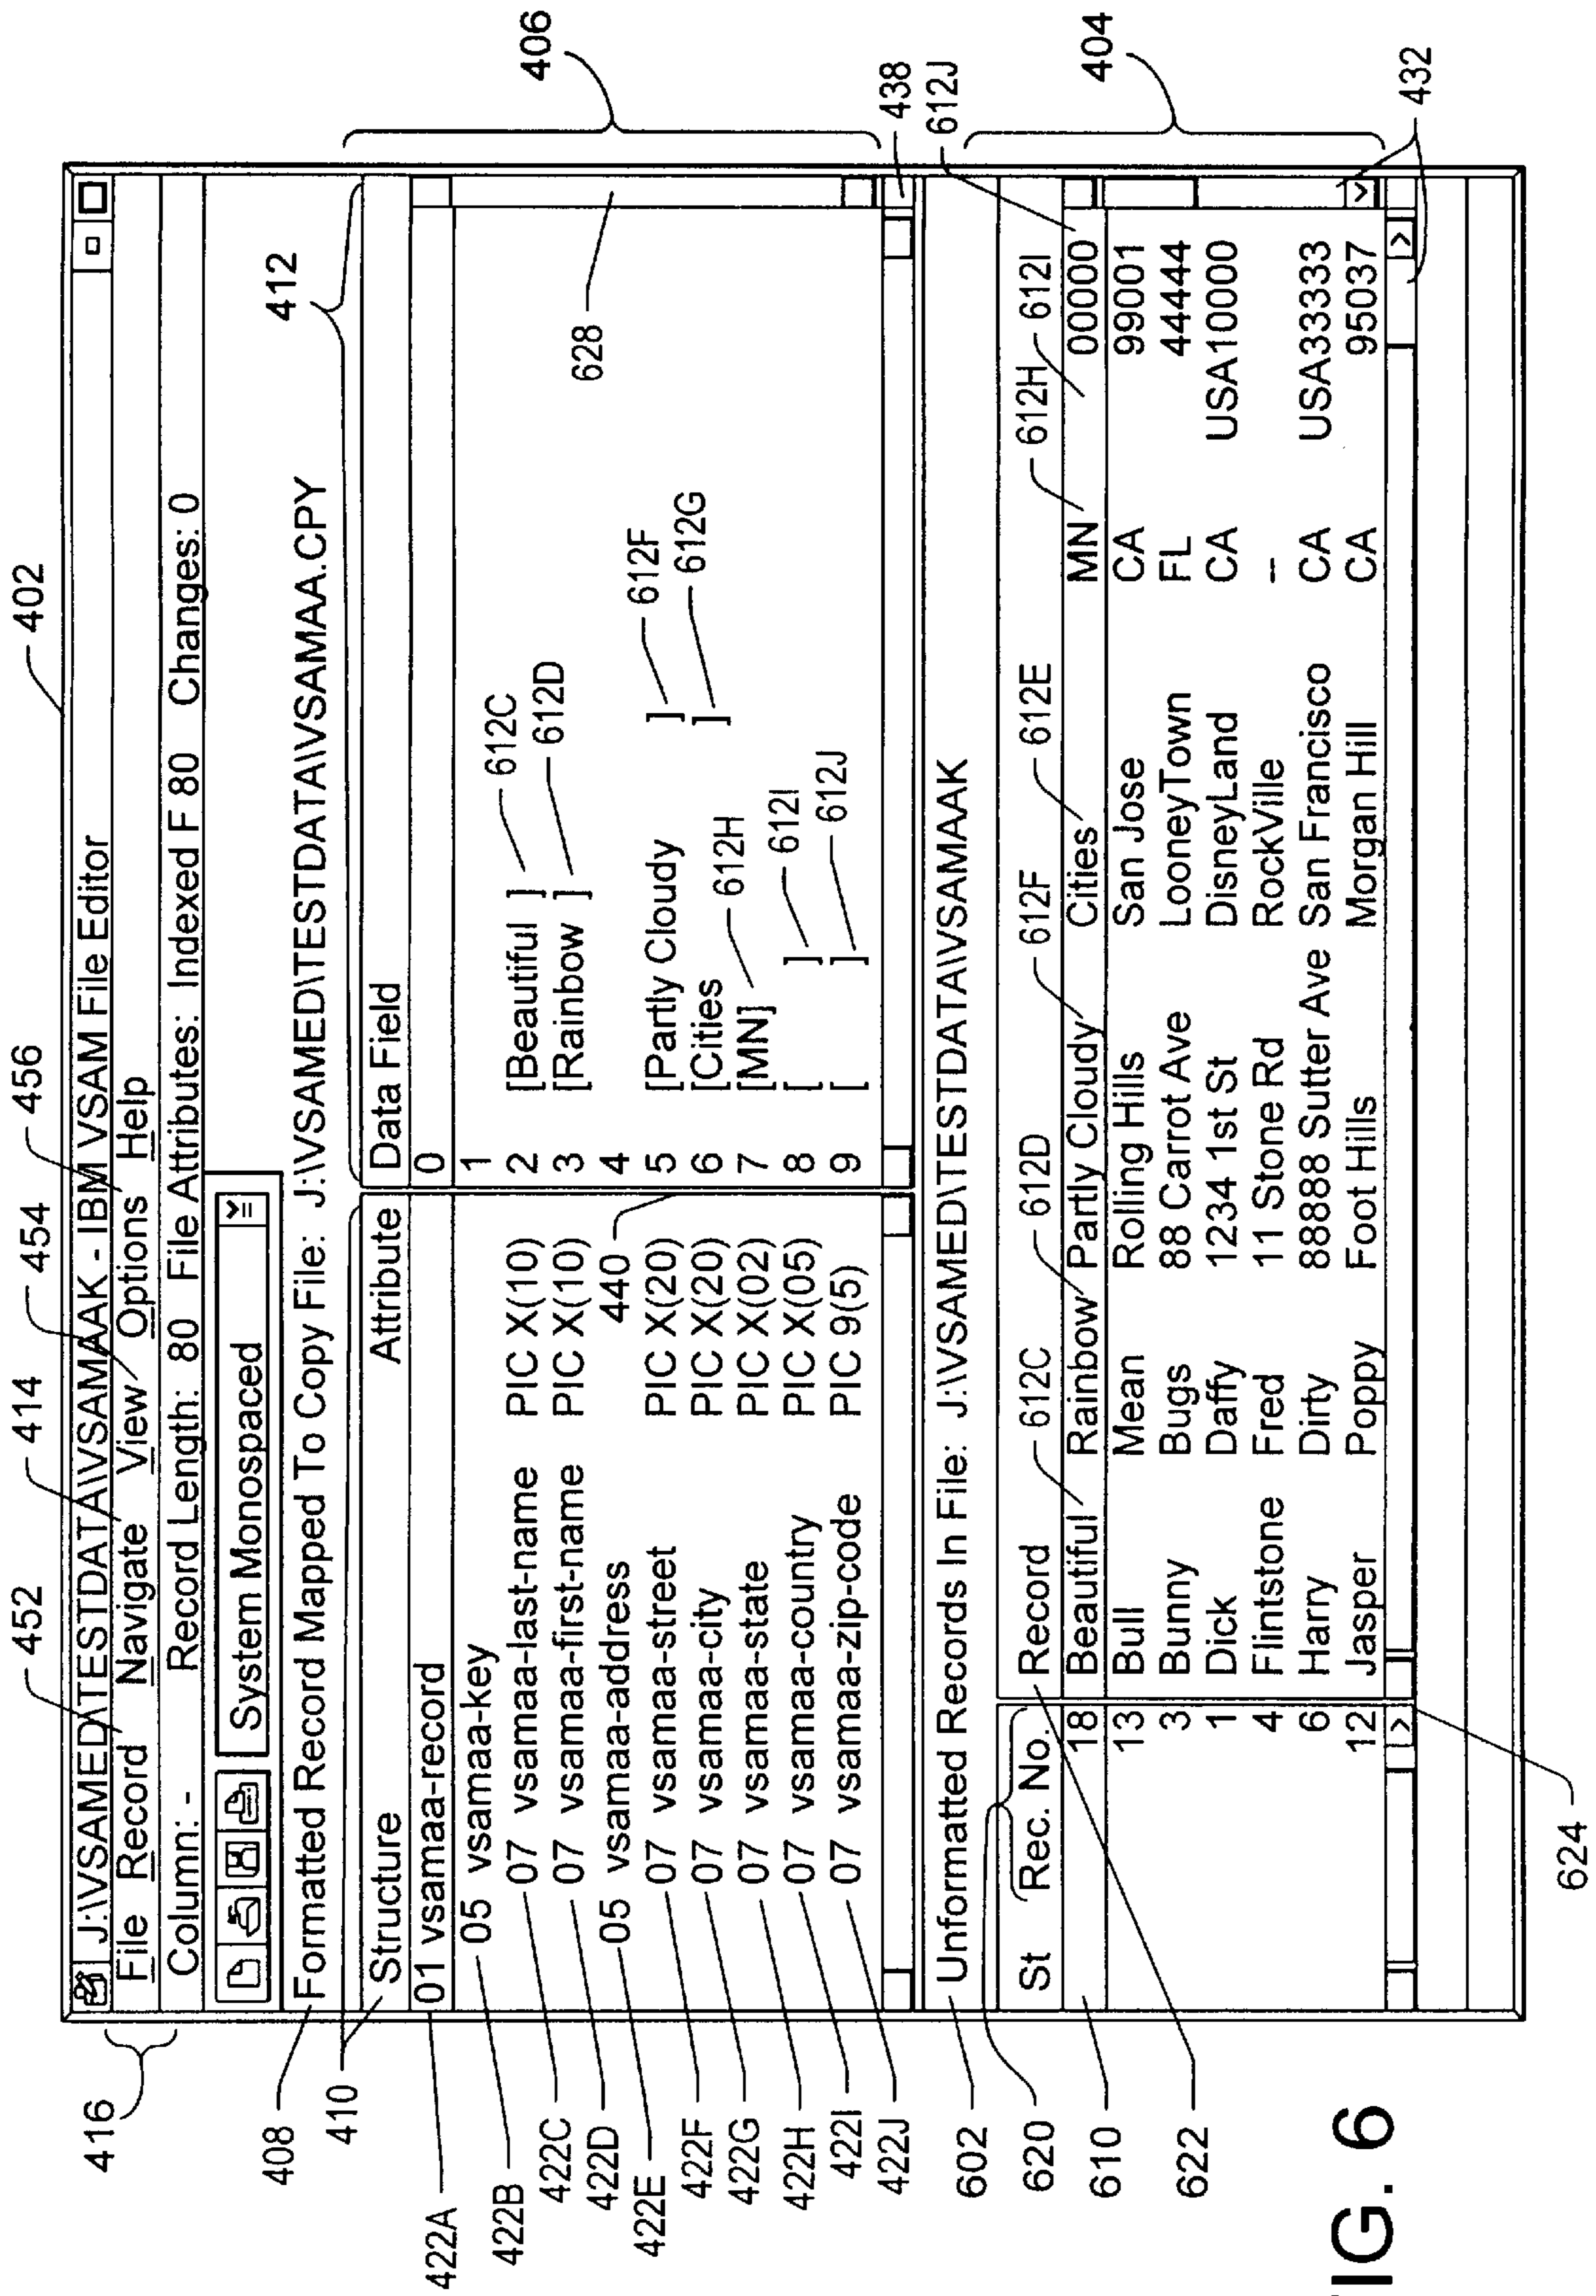 402
452
414
454
456
416
J:\VSAMED\TESTDATA\VSAMAAK - IBM VSAM File Editor
File Record Navigate View Options Help
Column: - Record Length: 80 File Attributes: Indexed F 80 Changes: 0
System Monospaced
412
408
Formatted Record Mapped To Copy File: J:\VSAMED\TESTDATA\VSAMAA.CPY
410
Structure Attribute Data Field
406
422A 01 vsamaa-record 0
422B 05 vsamaa-key 1
422C 07 vsamaa-last-name PIC X(10) 2 [Beautiful ] 612C
422D 07 vsamaa-first-name PIC X(10) 3 [Rainbow ] 612D
628
422E 05 vsamaa-address 440 4
422F 07 vsamaa-street PIC X(20) 5 [Partly Cloudy ] 612F
422G 07 vsamaa-city PIC X(20) 6 [Cities ] 612G
422H 07 vsamaa-state PIC X(02) 7 [MN] 612H
422I 07 vsamaa-country PIC X(05) 8 [ ] 612I
422J 07 vsamaa-zip-code PIC 9(5) 9 [ ] 612J
438
602
Unformatted Records In File: J:\VSAMED\TESTDATA\VSAMAAK
612J
620
612C 612D 612F 612E 612H 612I
St Rec. No. Record
404
610
18 Beautiful Rainbow Partly Cloudy Cities MN 00000
13 Bull Mean Rolling Hills San Jose CA 99001
3 Bunny Bugs 88 Carrot Ave LooneyTown FL 44444
1 Dick Daffy 1234 1st St DisneyLand CA USA10000
4 Flintstone Fred 11 Stone Rd RockVille --
6 Harry Dirty 88888 Sutter Ave San Francisco CA USA33333
12 Jasper Poppy Foot Hills Morgan Hill CA 95037
622
432
624
IG. 6